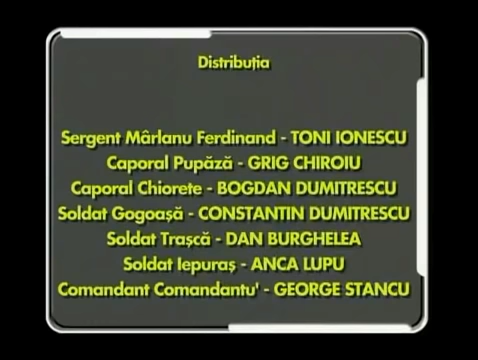 Distribuția
Sergent Mârlanu Ferdinand - TONI IONESCU
Caporal Pupăză - GRIG CHIROIU
Caporal Chiorete - BOGDAN DUMITRESCU
Soldat Gogoașă - CONSTANTIN DUMITRESCU
Soldat Trașcă - DAN BURGHELEA
Soldat Iepuraș - ANCA LUPU
Comandant Comandantu' - GEORGE STANCU